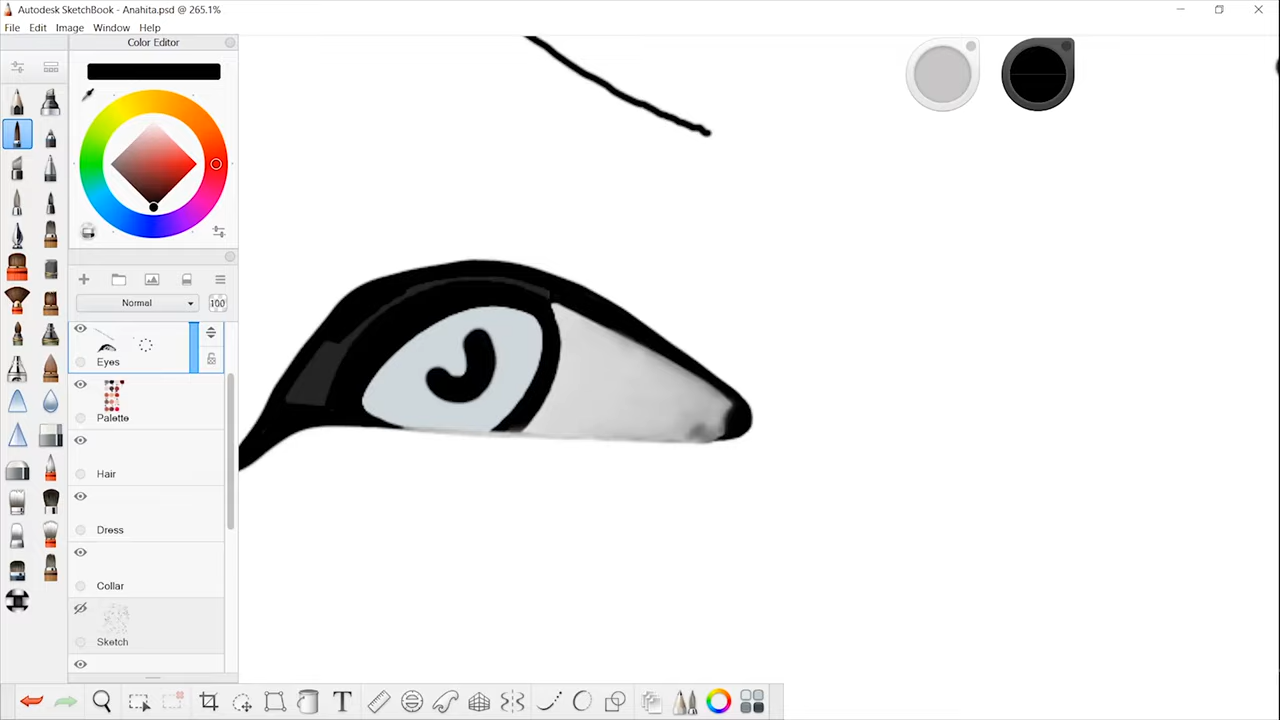 Autodesk SketchBook - Anahita.psd @ 265.1%
File Edit Image Window Help
Color Editor
Normal 100
Eyes
Palette
Hair
Dress
Collar
Sketch
T